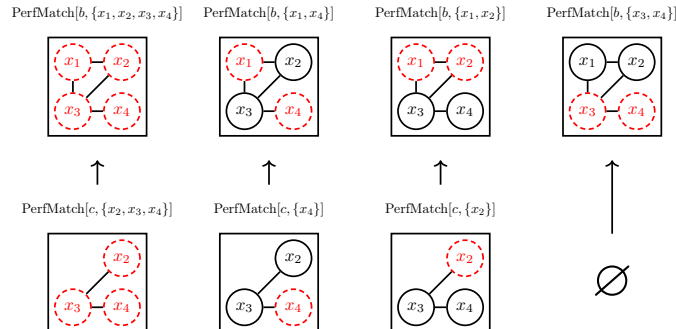 PerfMatch[b, {x₁, x₂, x₃, x₄}] PerfMatch[b, {x₁, x₄}] PerfMatch[b, {x₁, x₂}] PerfMatch[b, {x₃, x₄}]
x₁ x₂ x₁ x₂ x₁ x₂ x₁ x₂
x₃ x₄ x₃ x₄ x₃ x₄ x₃ x₄
PerfMatch[c, {x₂, x₃, x₄}] PerfMatch[c, {x₄}] PerfMatch[c, {x₂}]
x₂ x₂ x₂
∅
x₃ x₄ x₃ x₄ x₃ x₄